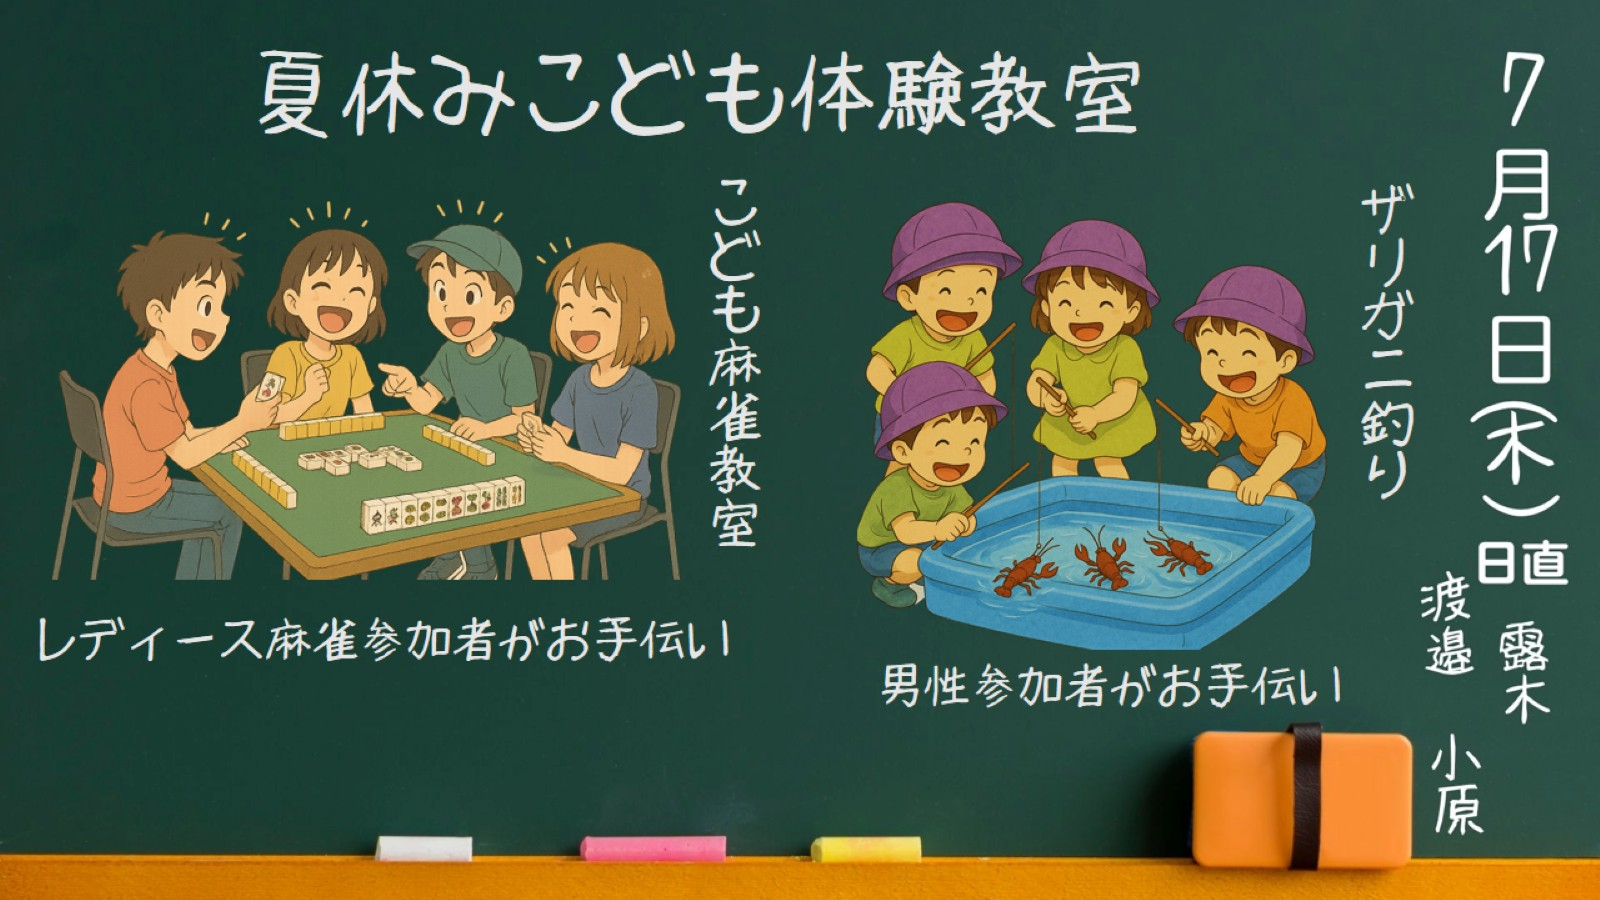 夏休みこども体験教室
7月17日(木)
日直
露木
渡邉
小原
こども麻雀教室
レディース麻雀参加者がお手伝い
ザリガニ釣り
男性参加者がお手伝い